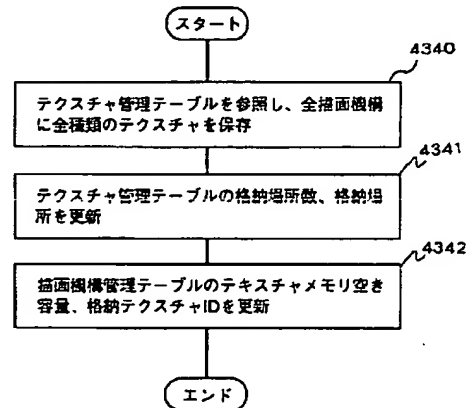 スタート
4340
テクスチャ管理テーブルを参照し、全描画機構
に全種類のテクスチャを保存
4341
テクスチャ管理テーブルの格納場所数、格納場
所を更新
4342
描画機構管理テーブルのテキスチャメモリ空き
容量、格納テクスチャIDを更新
エンド